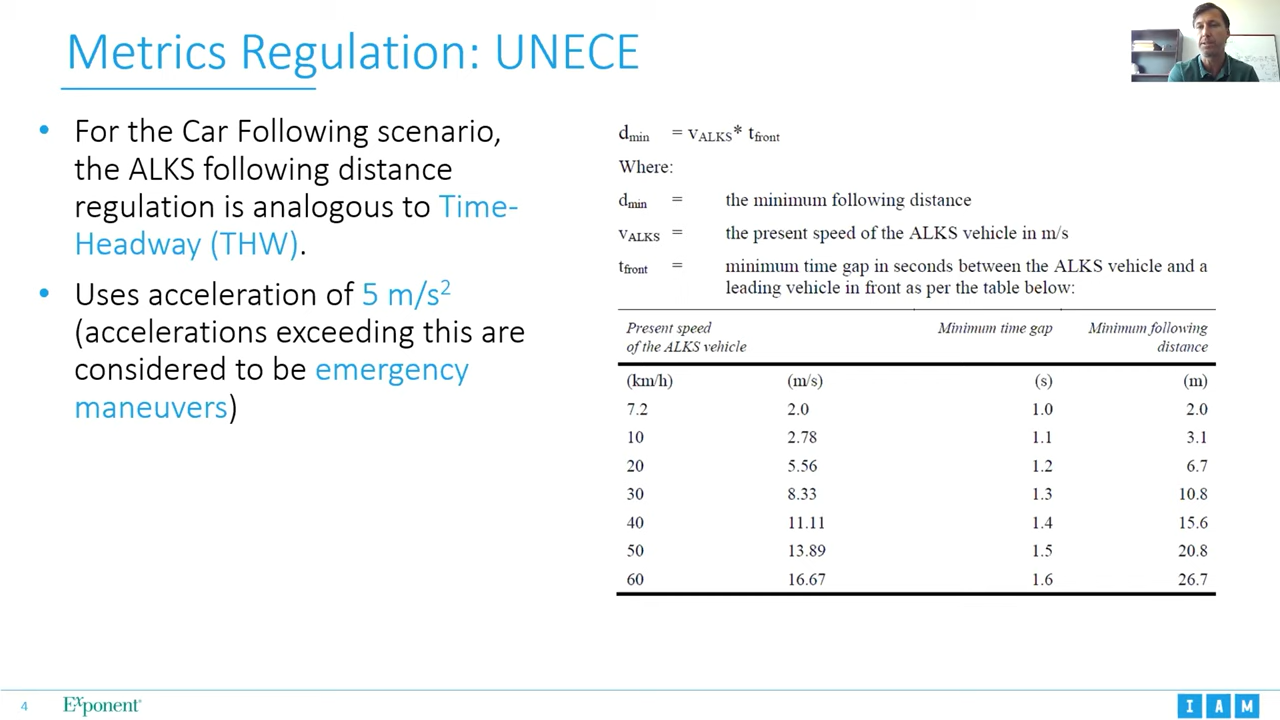 Metrics Regulation: UNECE
• For the Car Following scenario,
the ALKS following distance
regulation is analogous to Time-
Headway (THW).
• Uses acceleration of 5 m/s²
(accelerations exceeding this are
considered to be emergency
maneuvers)
dmin = vALKS* tfront
Where:
dmin = the minimum following distance
vALKS = the present speed of the ALKS vehicle in m/s
tfront = minimum time gap in seconds between the ALKS vehicle and a
leading vehicle in front as per the table below:
Present speed Minimum time gap Minimum following
of the ALKS vehicle distance
(km/h) (m/s) (s) (m)
7.2 2.0 1.0 2.0
10 2.78 1.1 3.1
20 5.56 1.2 6.7
30 8.33 1.3 10.8
40 11.11 1.4 15.6
50 13.89 1.5 20.8
60 16.67 1.6 26.7
4 Exponent®
I A M